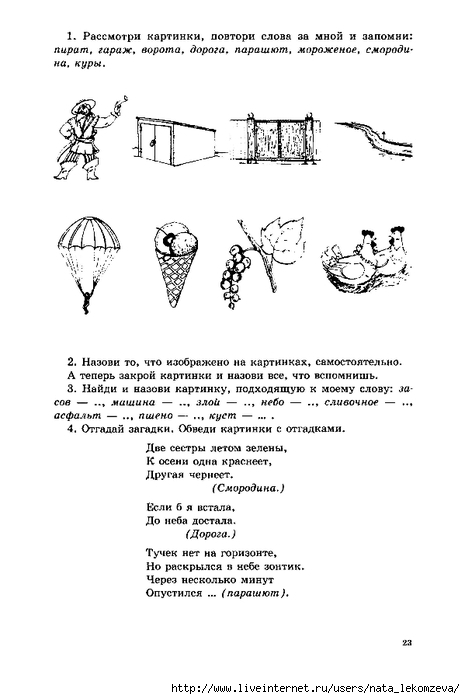 1. Рассмотри картинки, повтори слова за мной и запомни:
пират, гараж, ворота, дорога, парашют, мороженое, смороди-
на, куры.
2. Назови то, что изображено на картинках, самостоятельно.
А теперь закрой картинки и назови все, что вспомнишь.
3. Найди и назови картинку, подходящую к моему слову: за-
сов — .., машина — .., злой — .., небо — .., сливочное — ..,
асфальт — .., пшено — .., куст — ... .
4. Отгадай загадки. Обведи картинки с отгадками.
Две сестры летом зелены,
К осени одна краснеет,
Другая чернеет.
(Смородина.)
Если б я встала,
До неба достала.
(Дорога.)
Тучек нет на горизонте,
Но раскрылся в небе зонтик.
Через несколько минут
Опустился ... (парашют).
23
http://www.liveinternet.ru/users/nata_lekomzeva/